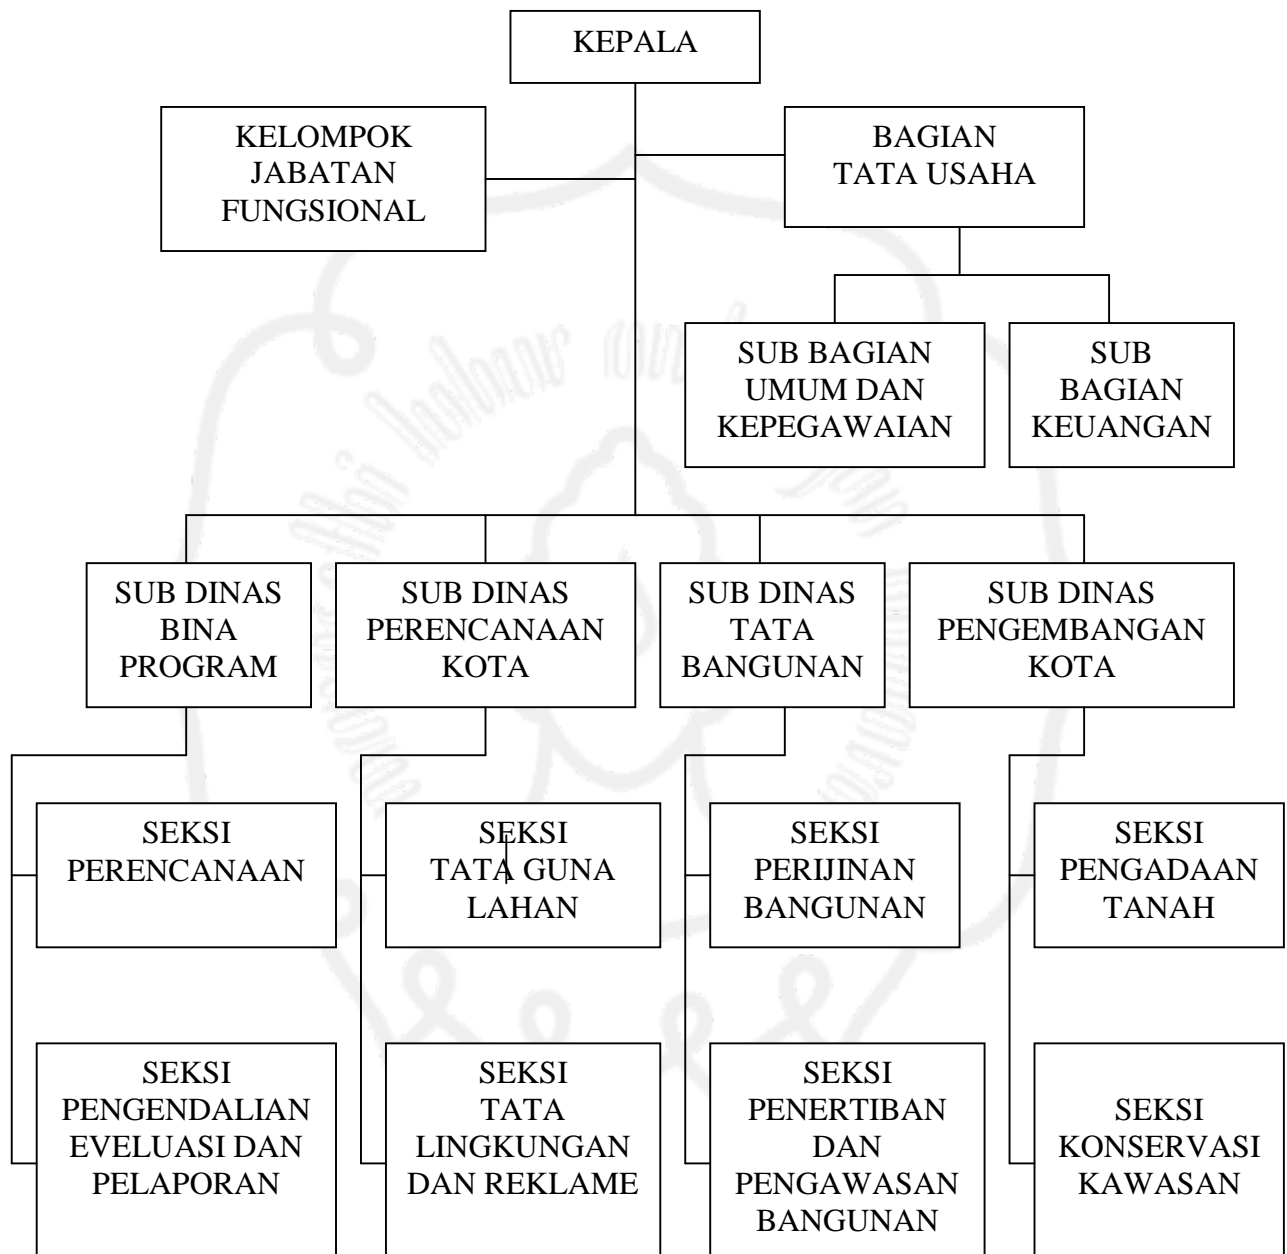 KEPALA
KELOMPOK
JABATAN
FUNGSIONAL
BAGIAN
TATA USAHA
SUB BAGIAN
UMUM DAN
KEPEGAWAIAN
SUB
BAGIAN
KEUANGAN
SUB DINAS
BINA
PROGRAM
SUB DINAS
PERENCANAAN
KOTA
SUB DINAS
TATA
BANGUNAN
SUB DINAS
PENGEMBANGAN
KOTA
SEKSI
PERENCANAAN
SEKSI
TATA GUNA
LAHAN
SEKSI
PERIJINAN
BANGUNAN
SEKSI
PENGADAAN
TANAH
SEKSI
PENGENDALIAN
EVELUASI DAN
PELAPORAN
SEKSI
TATA
LINGKUNGAN
DAN REKLAME
SEKSI
PENERTIBAN
DAN
PENGAWASAN
BANGUNAN
SEKSI
KONSERVASI
KAWASAN